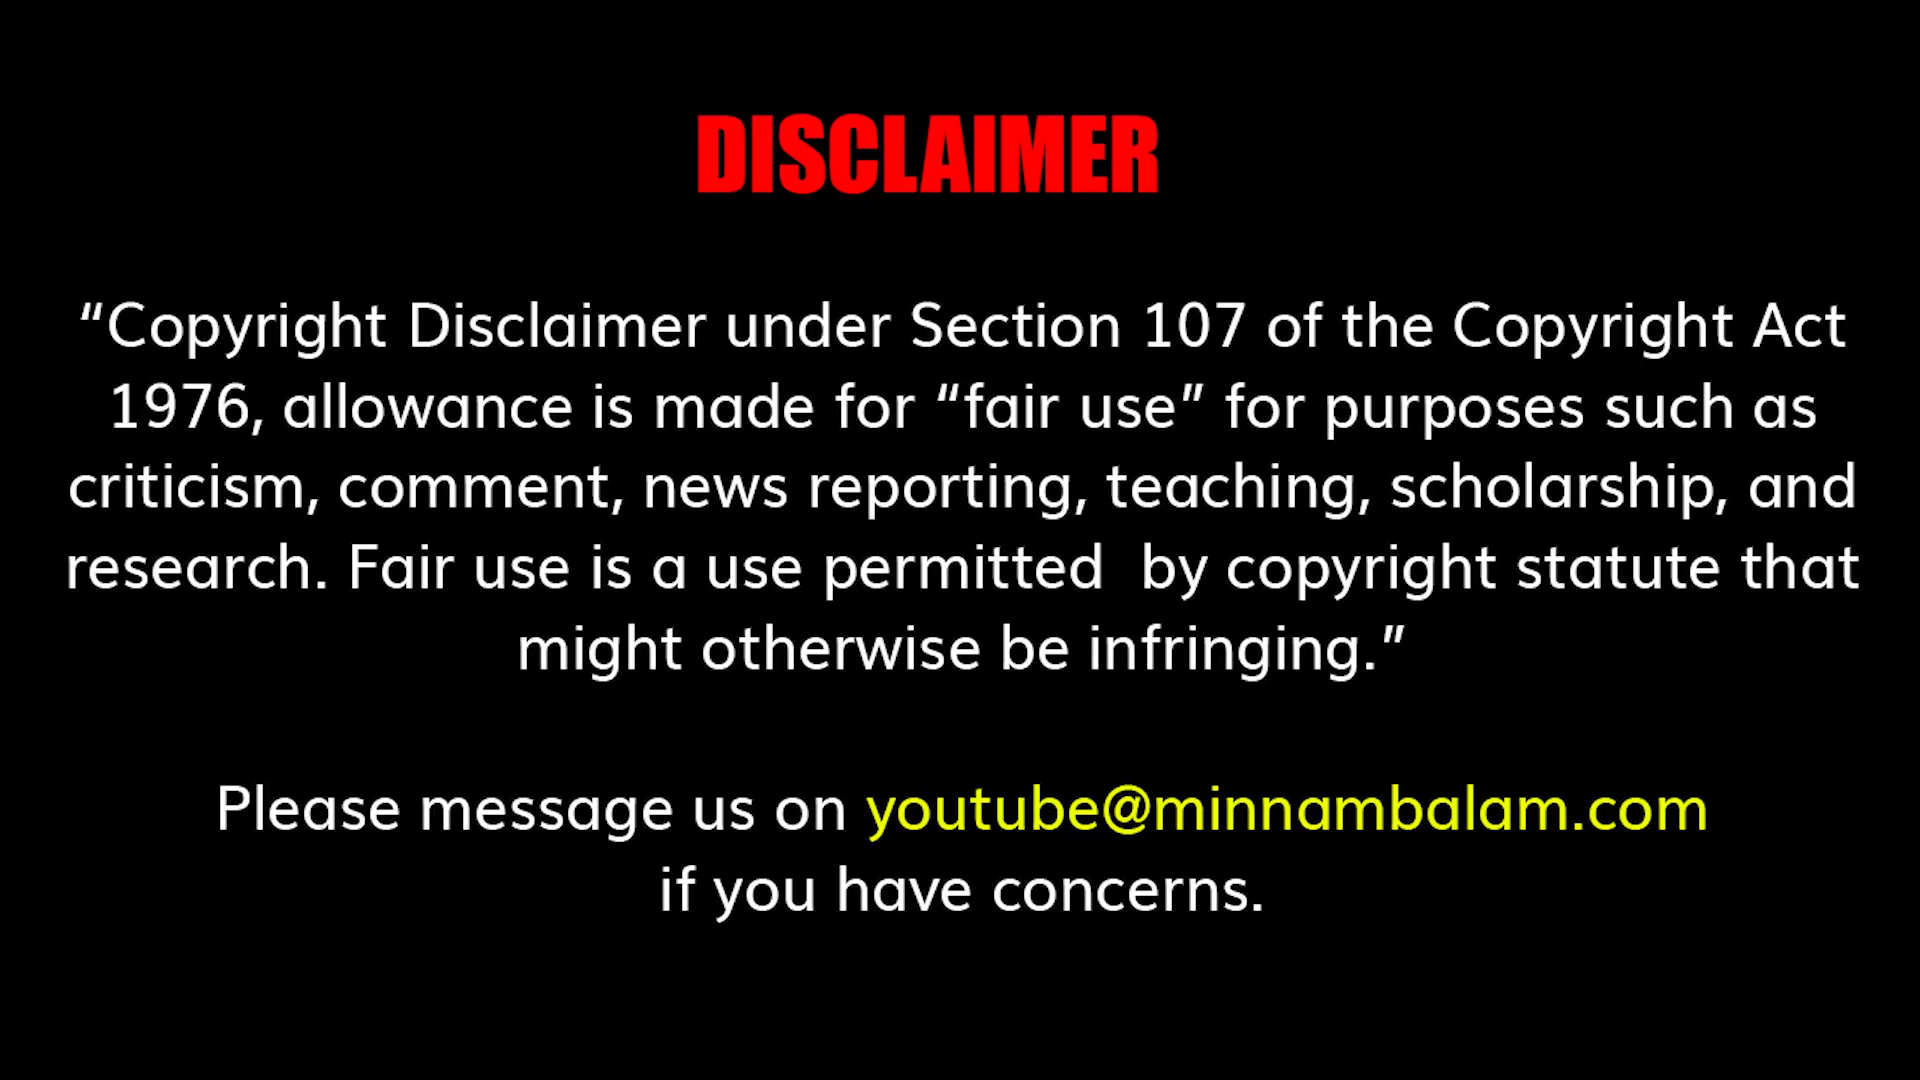 DISCLAIMER
“Copyright Disclaimer under Section 107 of the Copyright Act
1976, allowance is made for “fair use” for purposes such as
criticism, comment, news reporting, teaching, scholarship, and
research. Fair use is a use permitted  by copyright statute that
might otherwise be infringing.”
Please message us on youtube@minnambalam.com
if you have concerns.